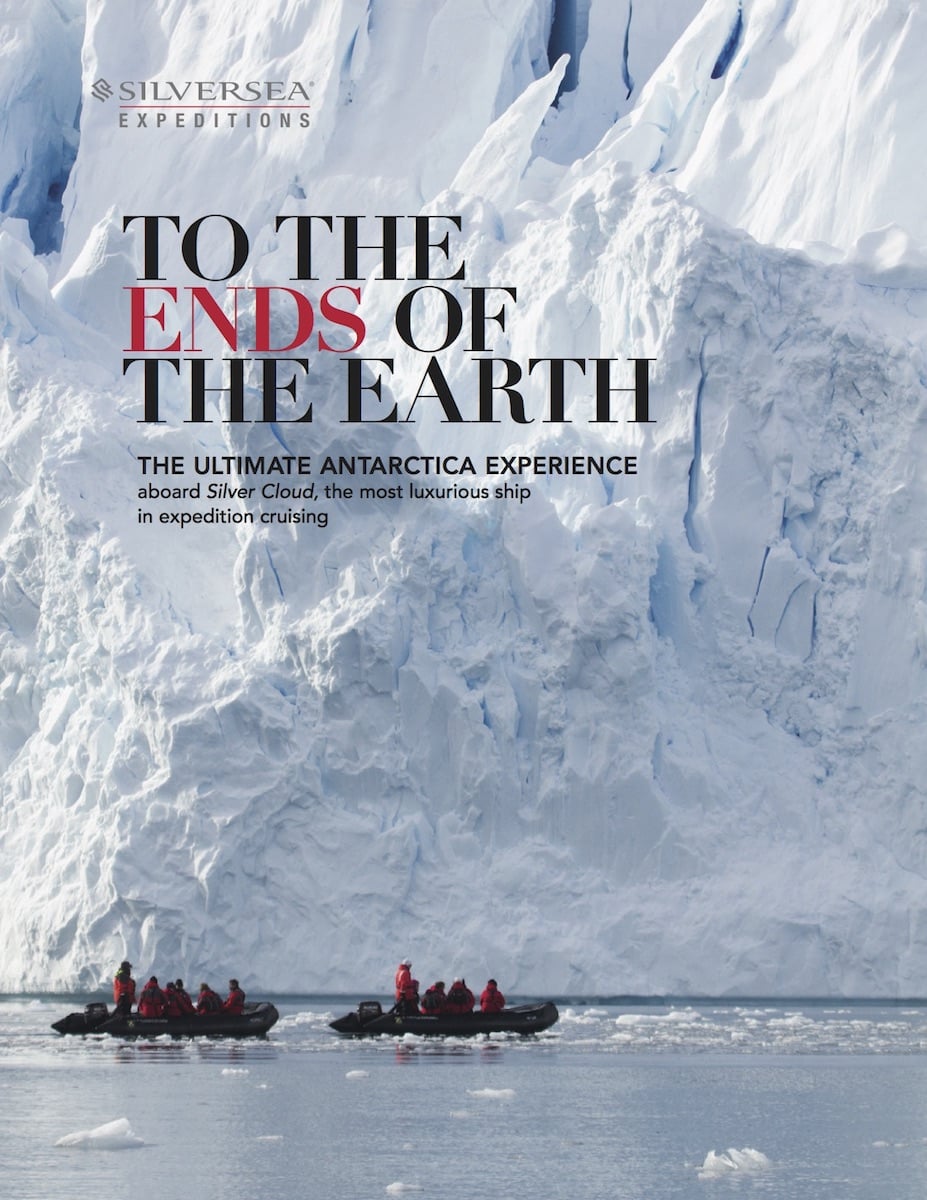 SILVERSEA®
EXPEDITIONS
TO THE
ENDS OF
THE EARTH
THE ULTIMATE ANTARCTICA EXPERIENCE
aboard Silver Cloud, the most luxurious ship
in expedition cruising